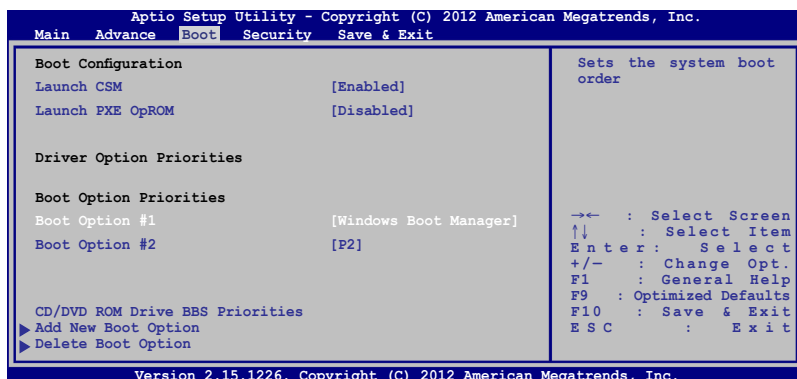 Aptio Setup Utility - Copyright (C) 2012 American Megatrends, Inc.
Main Advance Boot Security Save & Exit
Boot Configuration
Launch CSM [Enabled]
Launch PXE OpROM [Disabled]
Driver Option Priorities
Boot Option Priorities
Boot Option #1 [Windows Boot Manager]
Boot Option #2 [P2]
CD/DVD ROM Drive BBS Priorities
Add New Boot Option
Delete Boot Option
Sets the system boot
order
→← : Select Screen
↑↓ : Select Item
Enter: Select
+/— : Change Opt.
F1 : General Help
F9 : Optimized Defaults
F10 : Save & Exit
ESC : Exit
Version 2.15.1226. Copyright (C) 2012 American Megatrends, Inc.